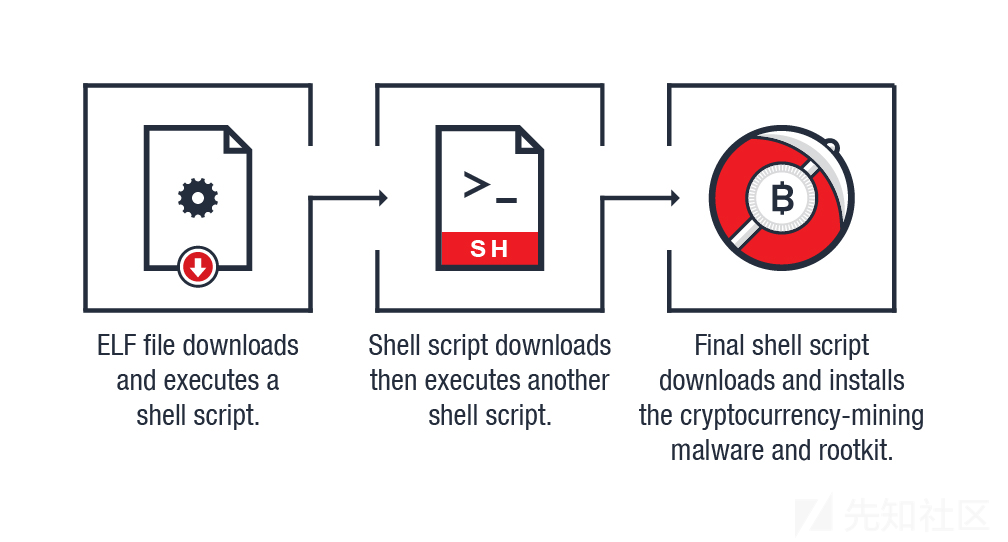 SH
ELF file downloads
and executes a
shell script.
Shell script downloads
then executes another
shell script.
Final shell script
downloads and installs
the cryptocurrency-mining
malware and rootkit.
先知社区